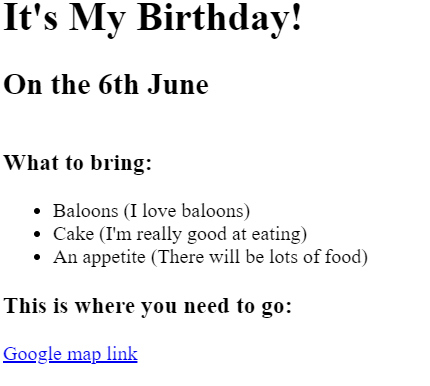 It's My Birthday!
On the 6th June
What to bring:
Baloons (I love baloons)
Cake (I'm really good at eating)
An appetite (There will be lots of food)
This is where you need to go:
Google map link